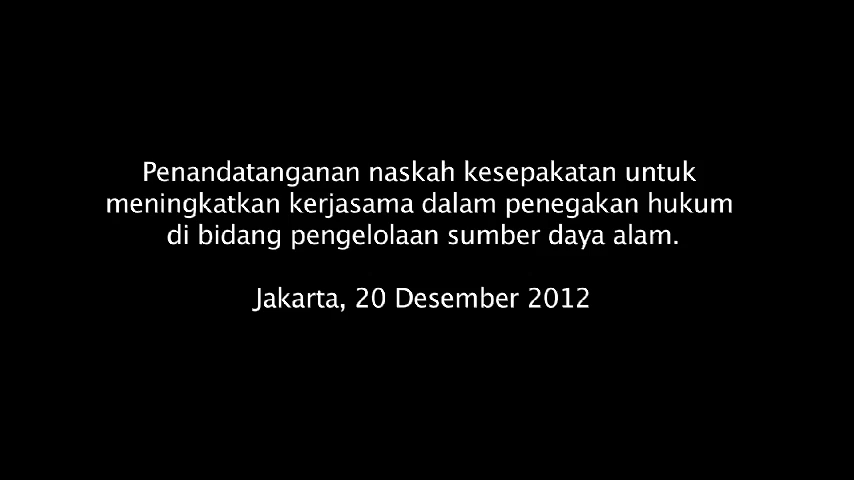 Penandatanganan naskah kesepakatan untuk
meningkatkan kerjasama dalam penegakan hukum
di bidang pengelolaan sumber daya alam.
Jakarta, 20 Desember 2012